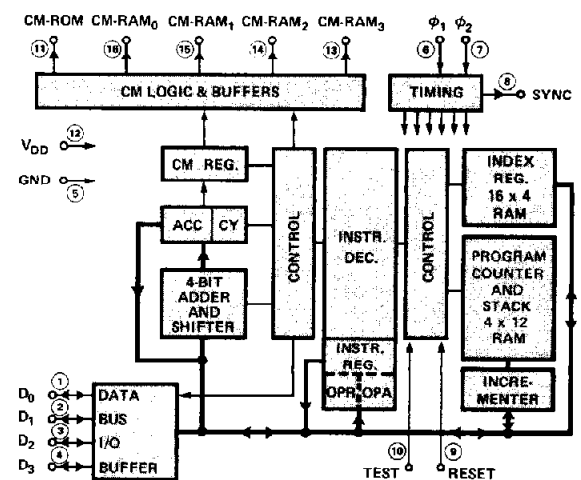 CM-ROM CM-RAM₀ CM-RAM₁ CM-RAM₂ CM-RAM₃ ϕ₁ ϕ₂
11 16 15 14 13 6 7
CM LOGIC & BUFFERS
TIMING
8
SYNC
V_DD 12
GND 5
CM REG.
ACC CY
4-BIT
ADDER
AND
SHIFTER
CONTROL
INSTR.
DEC.
INSTR.
REG.
OPR OPA
CONTROL
INDEX
REG.
16 x 4
RAM
PROGRAM
COUNTER
AND
STACK
4 x 12
RAM
INCRE-
MENTER
D₀ 1 DATA
D₁ 2 BUS
D₂ 3 I/O
D₃ 4 BUFFER
10 9
TEST RESET